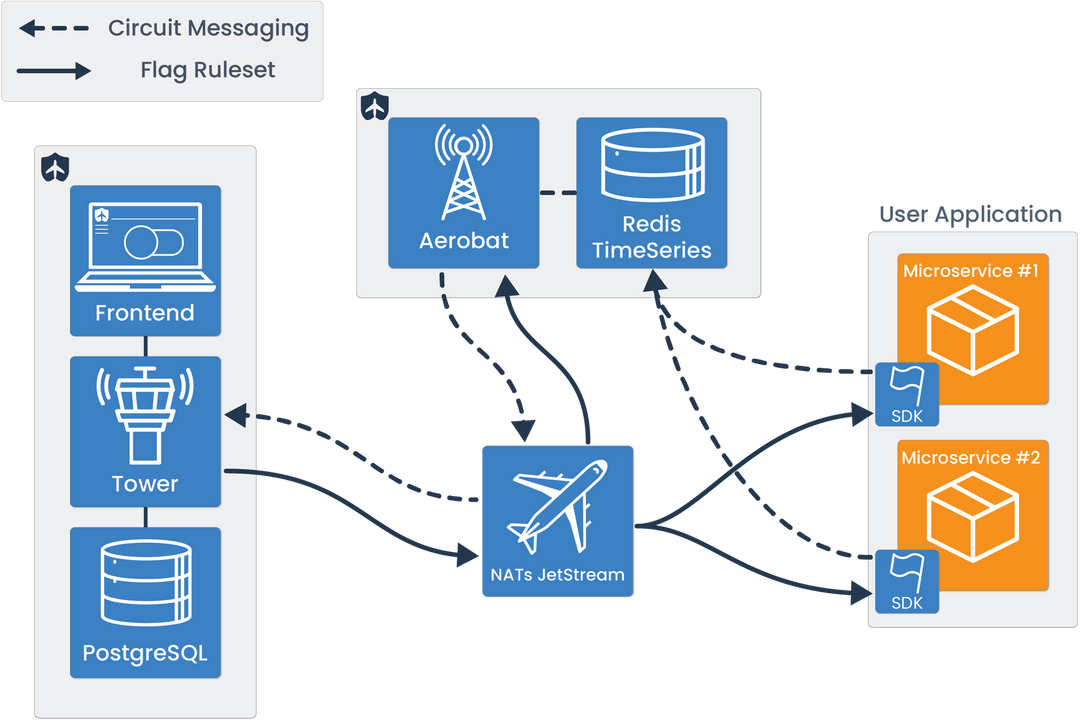 Circuit Messaging
Flag Ruleset
Frontend
Tower
PostgreSQL
Aerobat
Redis
TimeSeries
NATs JetStream
User Application
Microservice #1
SDK
Microservice #2
SDK